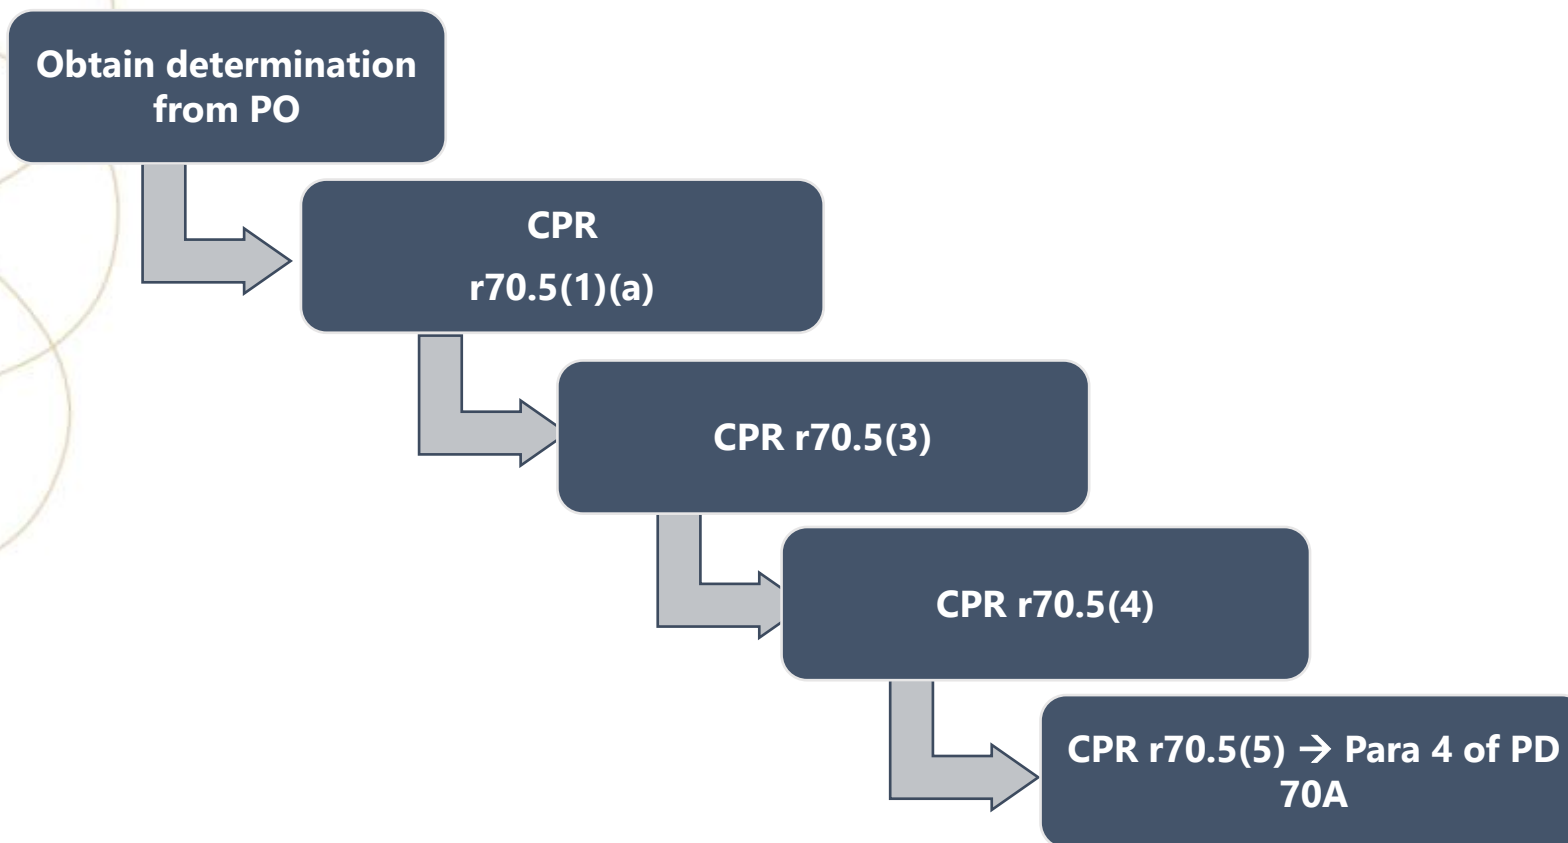 Obtain determination
from PO
CPR
r70.5(1)(a)
CPR r70.5(3)
CPR r70.5(4)
CPR r70.5(5) → Para 4 of PD
70A